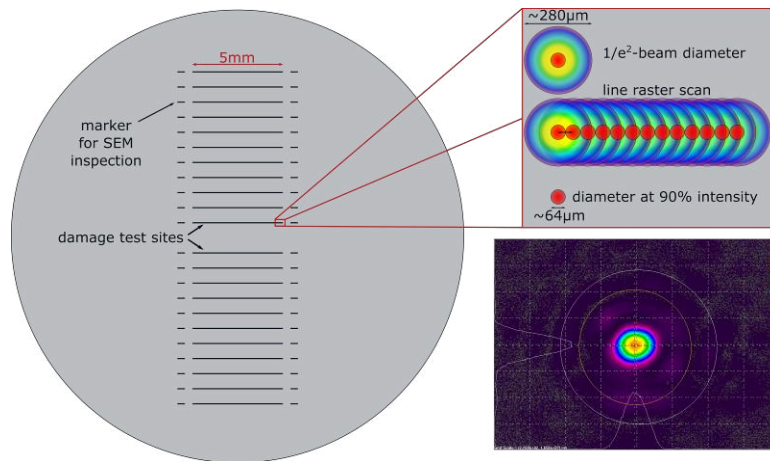 5mm
marker
for SEM
inspection
damage test sites
~280µm
1/e²-beam diameter
line raster scan
diameter at 90% intensity
~64µm